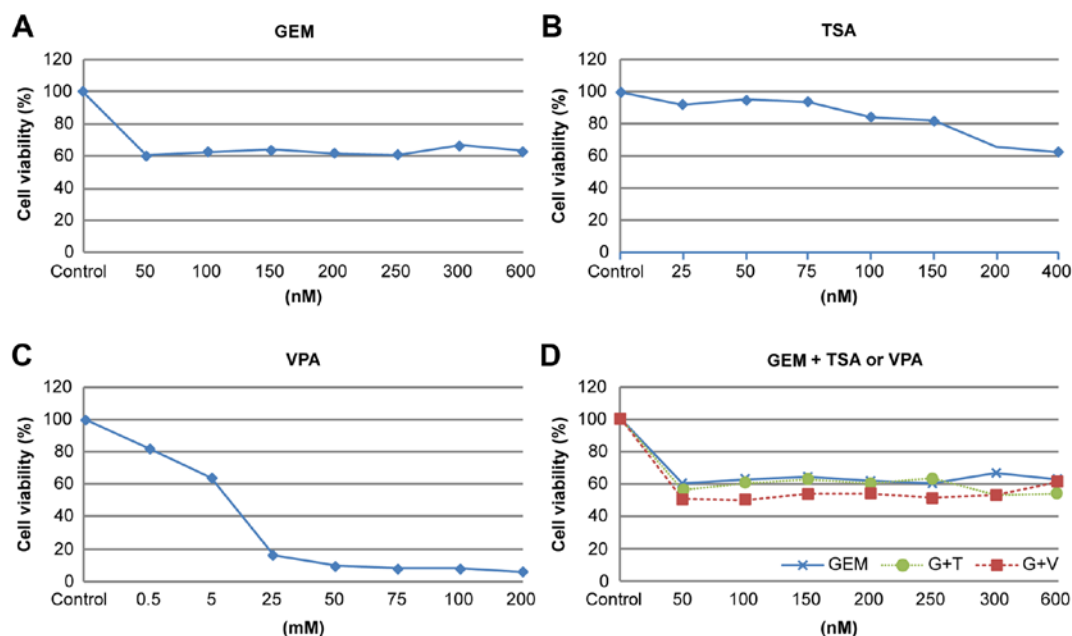 A
GEM
Cell viability (%)
120
100
80
60
40
20
0
Control 50 100 150 200 250 300 600
(nM)
B
TSA
Cell viability (%)
120
100
80
60
40
20
0
Control 25 50 75 100 150 200 400
(nM)
C
VPA
Cell viability (%)
120
100
80
60
40
20
0
Control 0.5 5 25 50 75 100 200
(mM)
D
GEM + TSA or VPA
Cell viability (%)
120
100
80
60
40
20
0
GEM G+T G+V
Control 50 100 150 200 250 300 600
(nM)